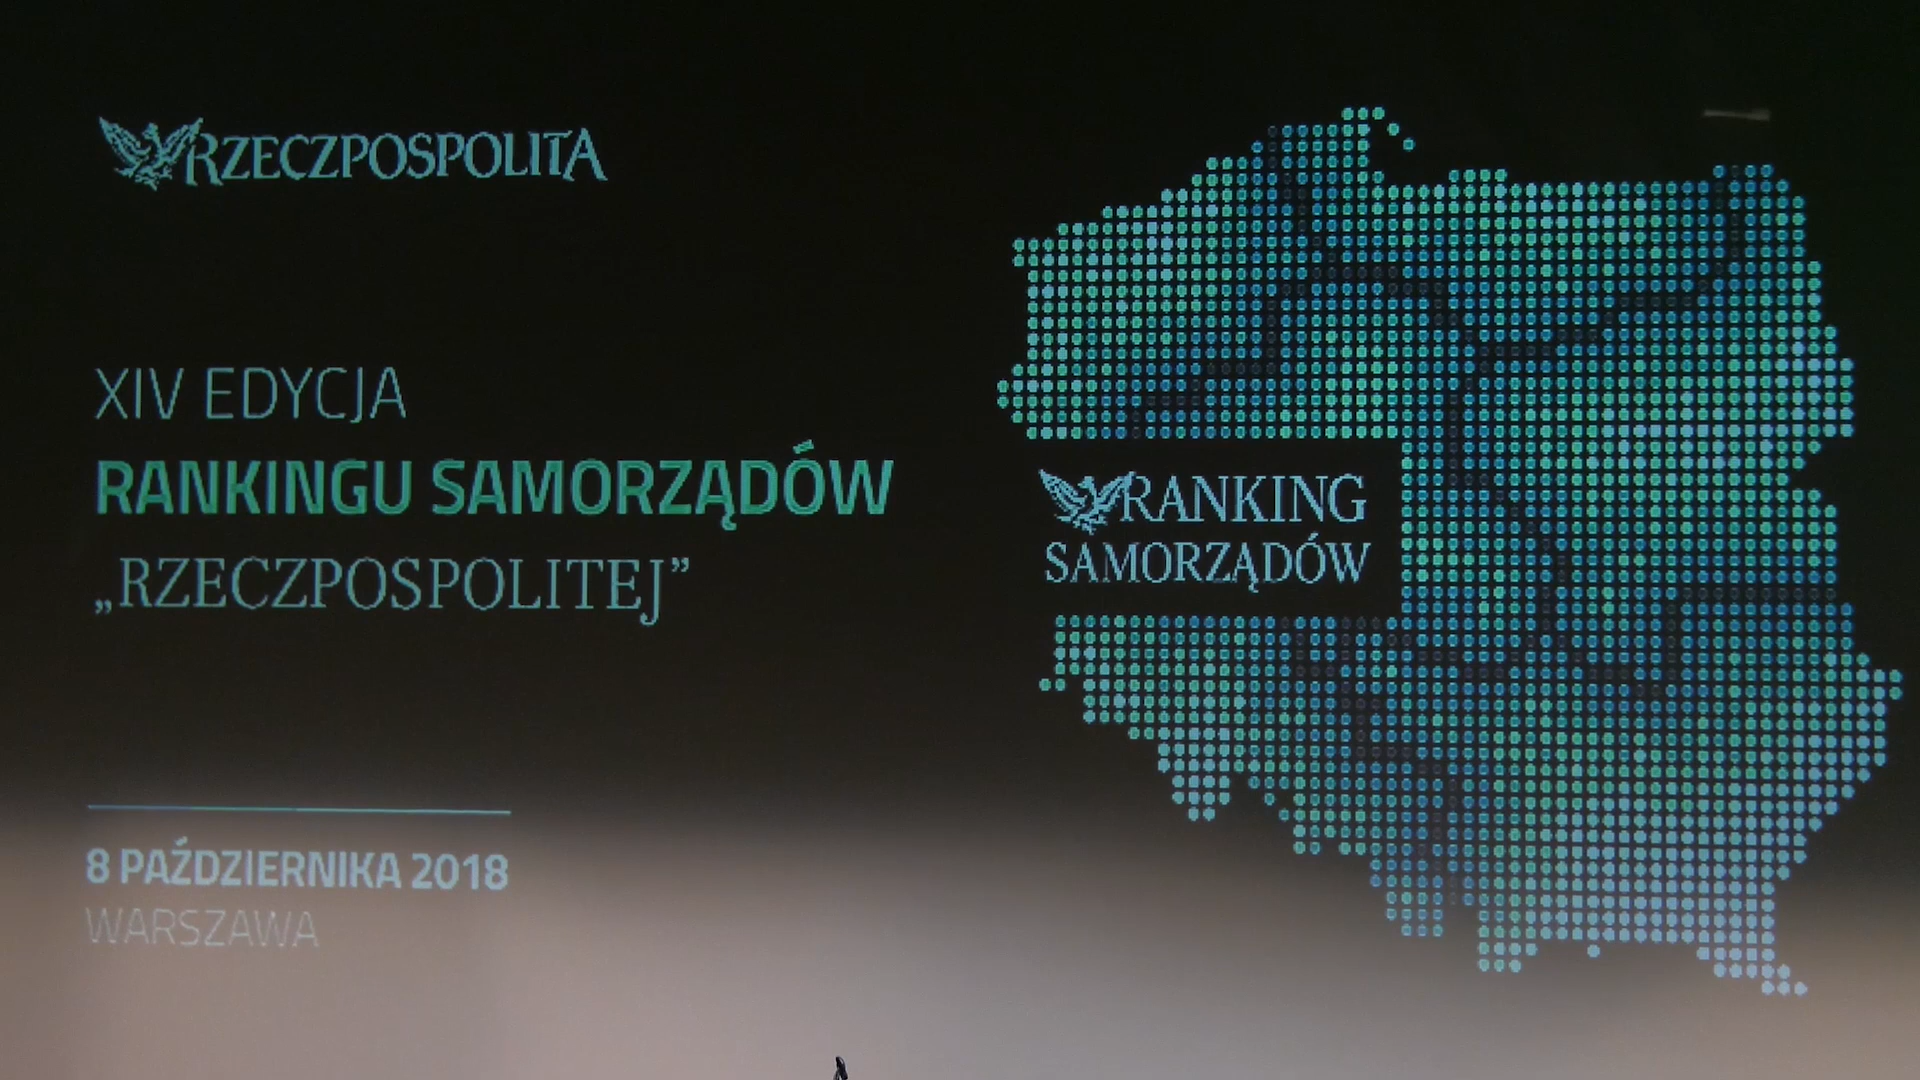 RZECZPOSPOLITA
XIV EDYCJA
RANKINGU SAMORZĄDÓW
„RZECZPOSPOLITEJ”
8 PAŹDZIERNIKA 2018
WARSZAWA
RANKING
SAMORZĄDÓW